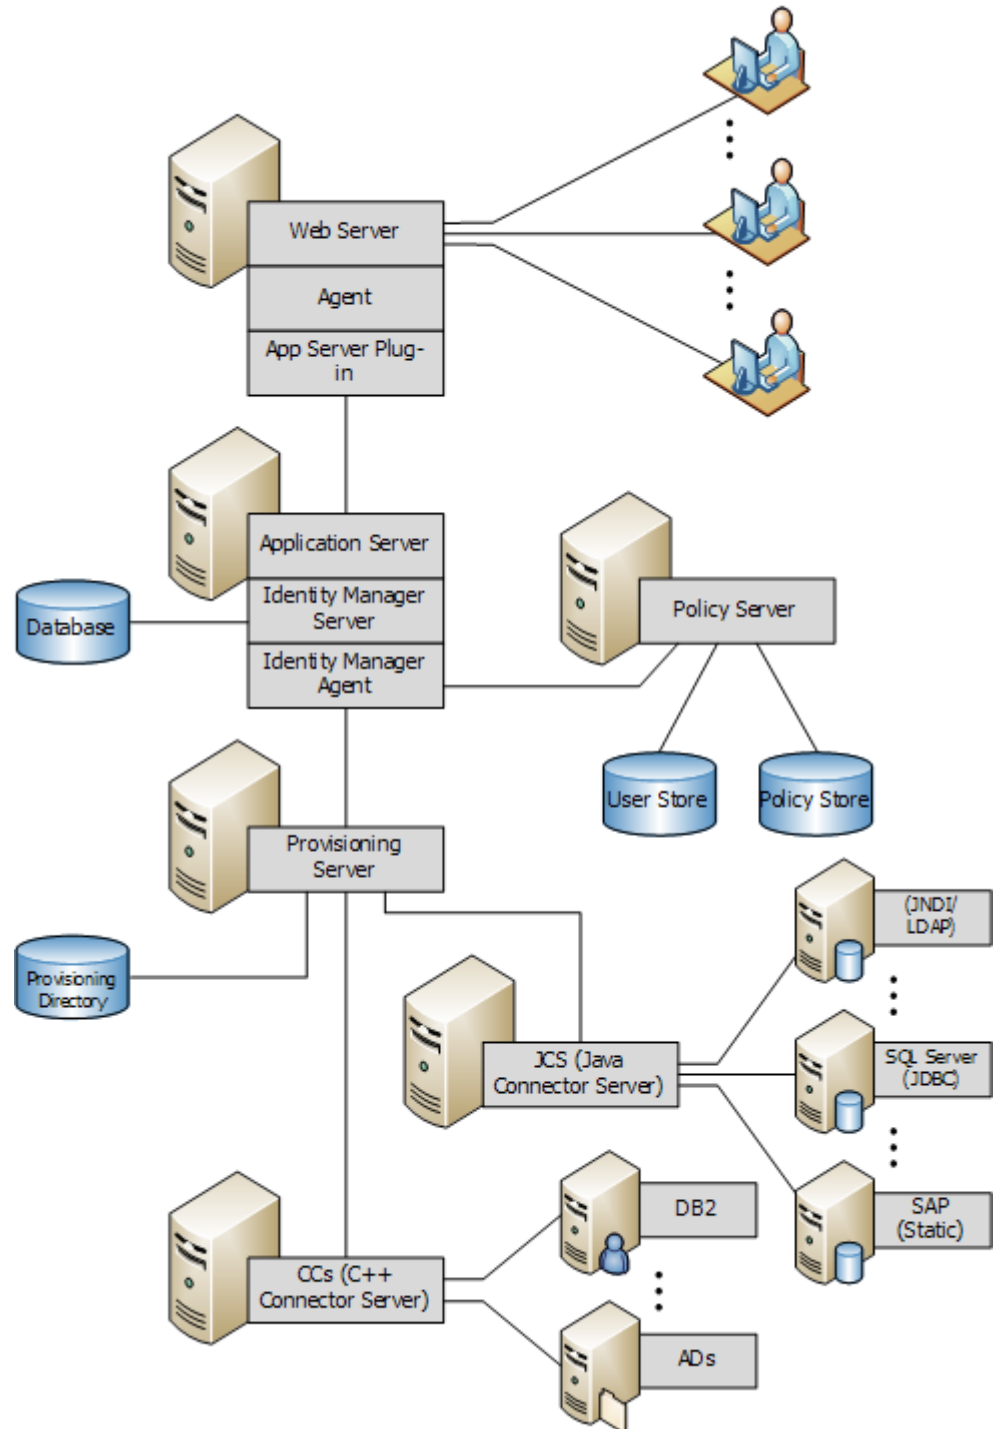 Web Server
Agent
App Server Plug-
in
Application Server
Identity Manager
Server
Identity Manager
Agent
Database
Policy Server
User Store
Policy Store
Provisioning
Server
Provisioning
Directory
(JNDI/
LDAP)
JCS (Java
Connector Server)
SQL Server
(JDBC)
SAP
(Static)
DB2
CCs (C++
Connector Server)
ADs